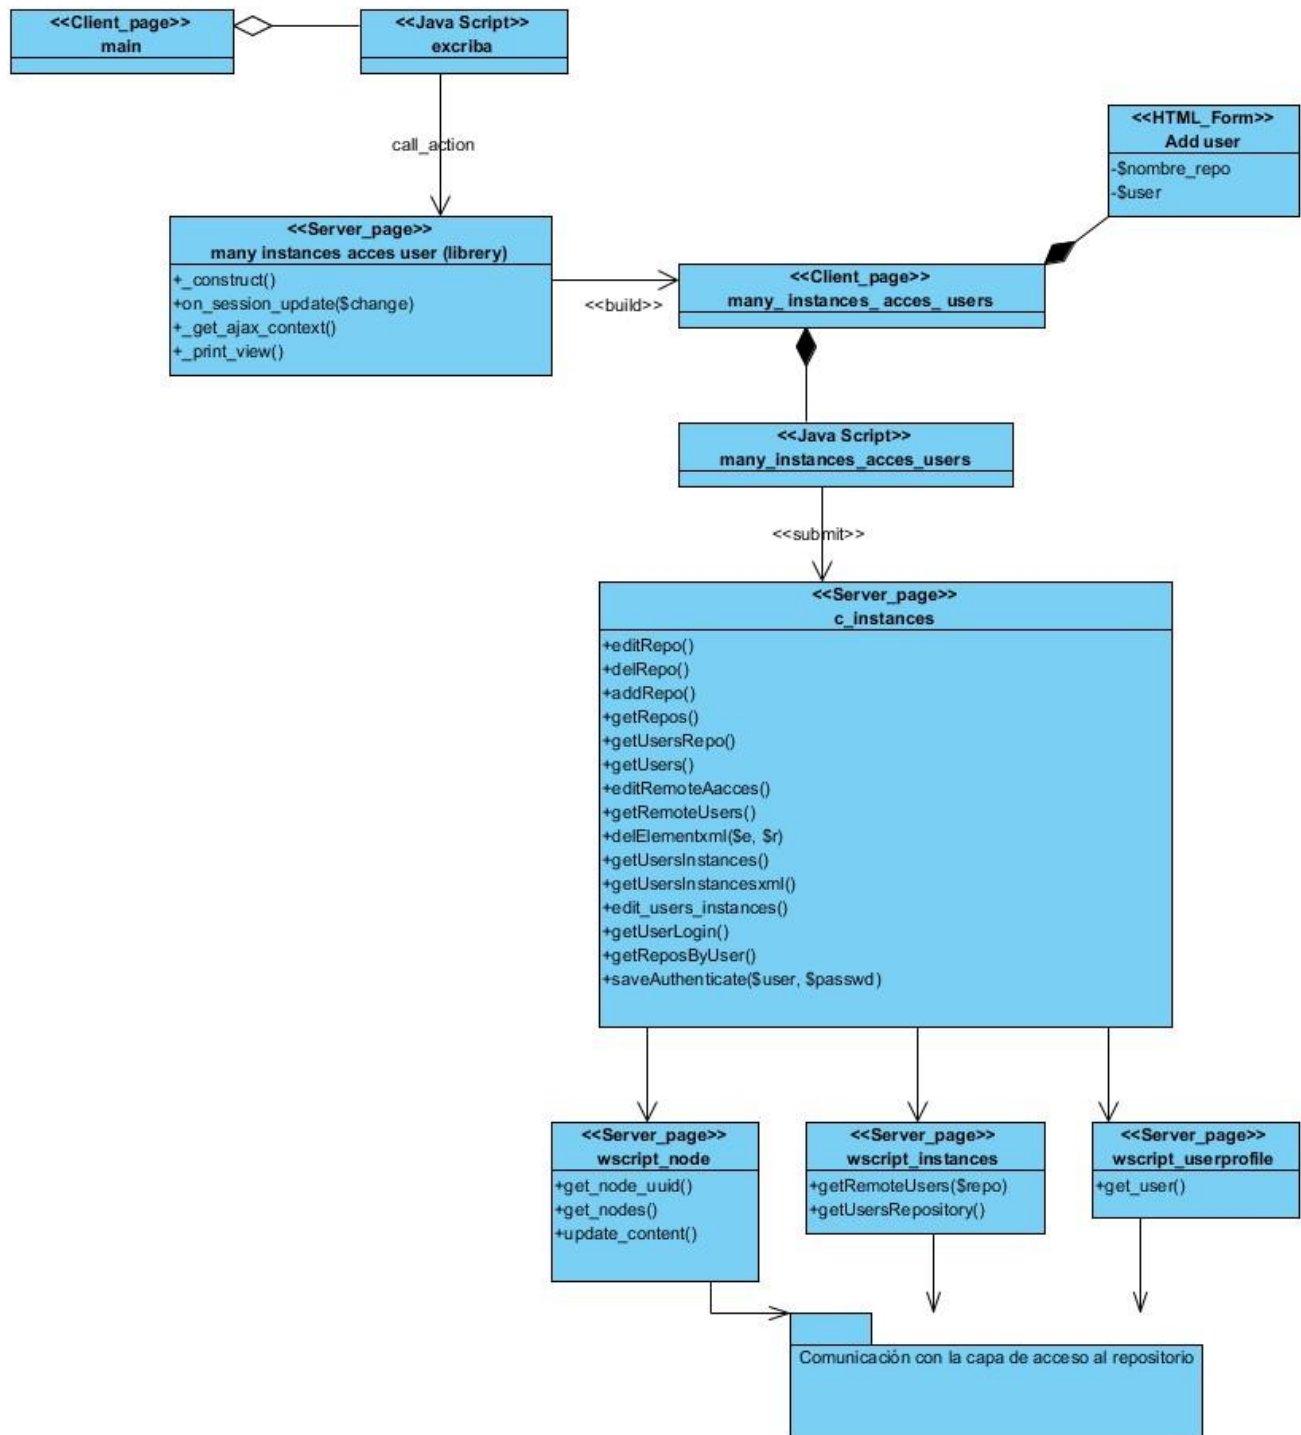 <<Client_page>>
main
<<Java Script>>
excriba
call_action
<<HTML_Form>>
Add user
-$nombre_repo
-$user
<<Server_page>>
many instances acces user (librery)
+_construct()
+on_session_update($change)
+_get_ajax_context()
+_print_view()
<<build>>
<<Client_page>>
many_ instances_ acces_ users
<<Java Script>>
many_instances_acces_users
<<submit>>
<<Server_page>>
c_instances
+editRepo()
+delRepo()
+addRepo()
+getRepos()
+getUsersRepo()
+getUsers()
+editRemoteAacces()
+getRemoteUsers()
+delElementxml($e, $r)
+getUsersInstances()
+getUsersInstancesxml()
+edit_users_instances()
+getUserLogin()
+getReposByUser()
+saveAuthenticate($user, $passwd)
<<Server_page>>
wscript_node
+get_node_uuid()
+get_nodes()
+update_content()
<<Server_page>>
wscript_instances
+getRemoteUsers($repo)
+getUsersRepository()
<<Server_page>>
wscript_userprofile
+get_user()
Comunicación con la capa de acceso al repositorio